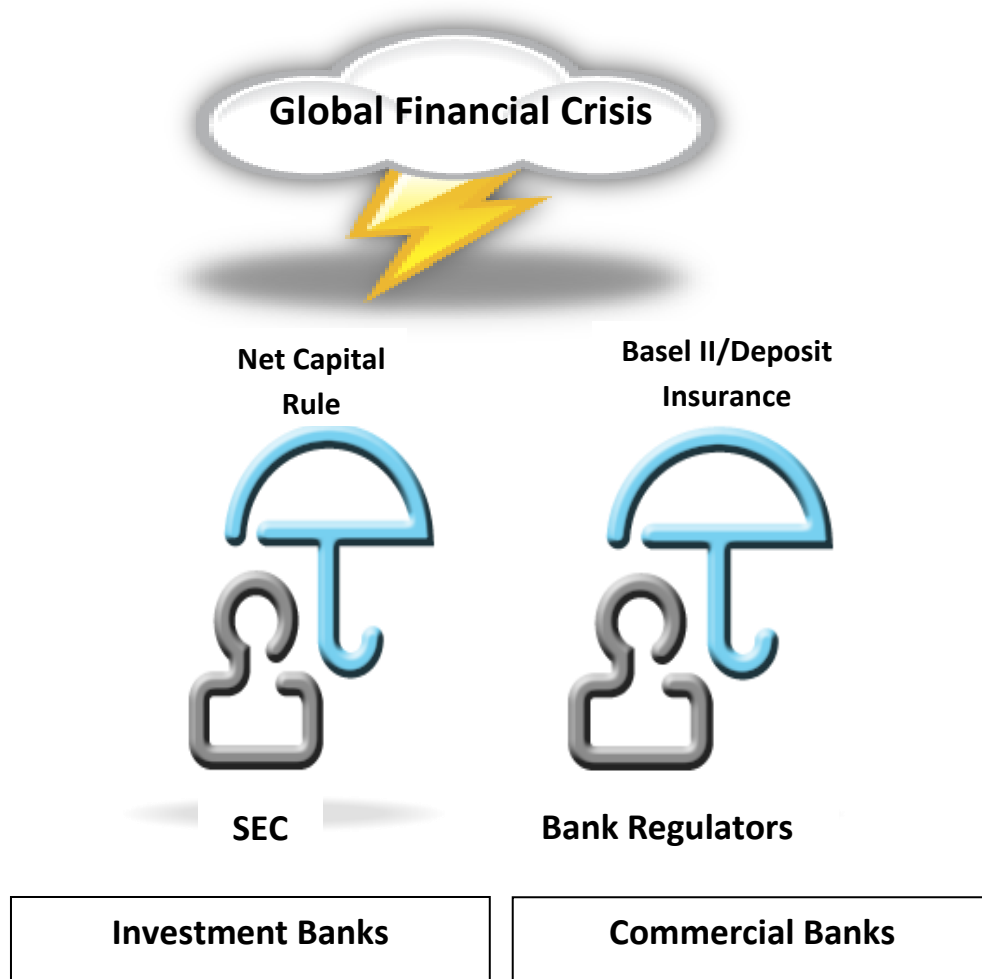 Global Financial Crisis
Net Capital
Rule
Basel II/Deposit
Insurance
SEC
Bank Regulators
Investment Banks
Commercial Banks